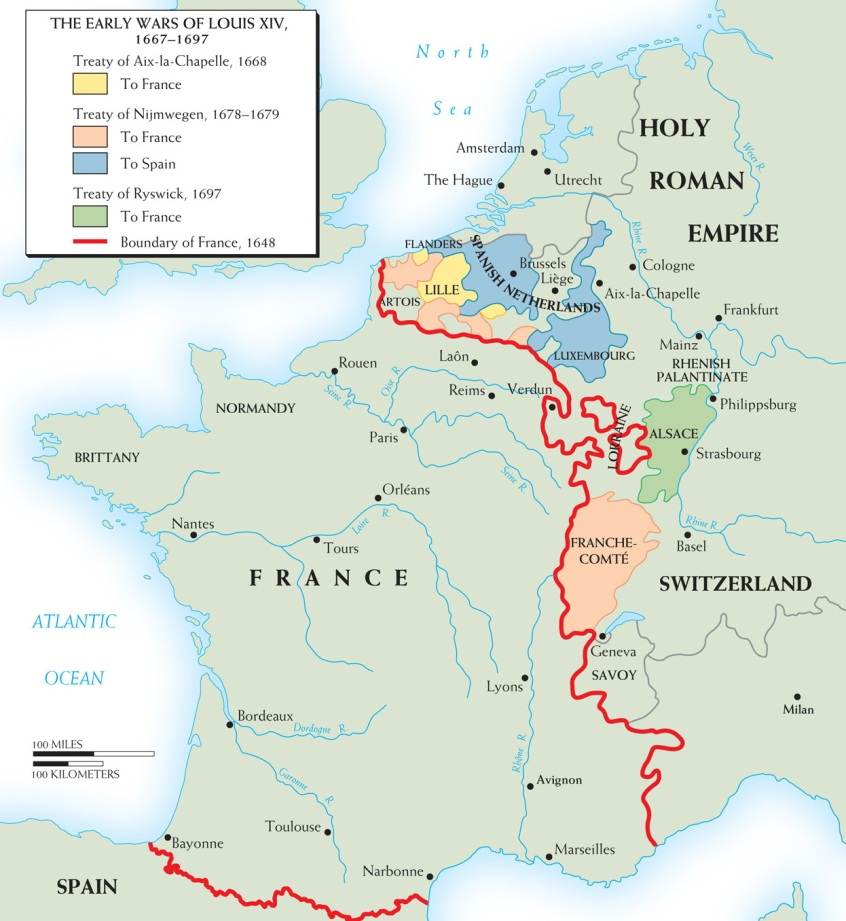 THE EARLY WARS OF LOUIS XIV,
1667–1697
Treaty of Aix-la-Chapelle, 1668
To France
Treaty of Nijmwegen, 1678–1679
To France
To Spain
Treaty of Ryswick, 1697
To France
Boundary of France, 1648
North
Sea
HOLY
ROMAN
EMPIRE
Weser R.
Amsterdam
The Hague
Utrecht
Rhine R.
FLANDERS
SPANISH NETHERLANDS
Brussels
Liège
Cologne
Aix-la-Chapelle
LILLE
ARTOIS
Frankfurt
Mainz
LUXEMBOURG
RHENISH
PALANTINATE
Laôn
Rouen
Oise R.
Seine R.
Reims
Verdun
Philippsburg
NORMANDY
LORRAINE
ALSACE
Paris
Strasbourg
BRITTANY
Seine R.
Orléans
Loire R.
Nantes
Tours
Rhine R.
Basel
FRANCHE-
COMTÉ
FRANCE
SWITZERLAND
ATLANTIC
OCEAN
Geneva
SAVOY
Lyons
Milan
Bordeaux
Dordogne R.
100 MILES
100 KILOMETERS
Rhône R.
Garonne R.
Avignon
Toulouse
Bayonne
Marseilles
Narbonne
SPAIN